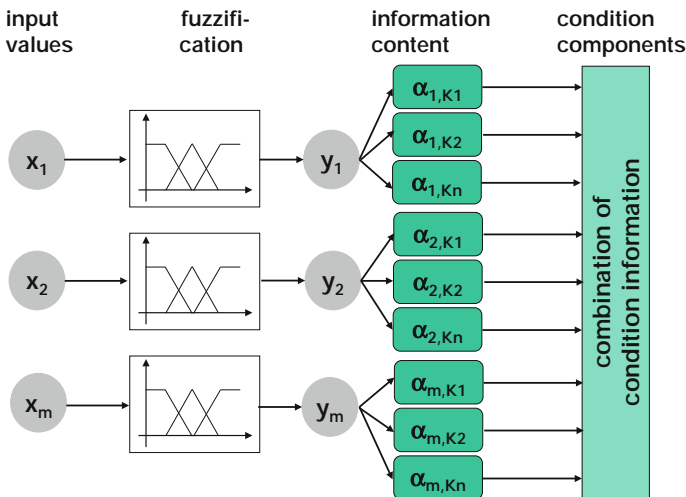 input
values
fuzzifi-
cation
information
content
condition
components
x1
y1
α1,K1
α1,K2
α1,Kn
x2
y2
α2,K1
α2,K2
α2,Kn
xm
ym
αm,K1
αm,K2
αm,Kn
combination of
condition information